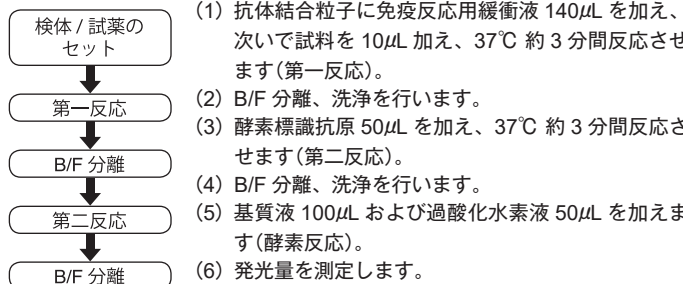 検体 / 試薬の
セット
第一反応
B/F 分離
第二反応
B/F 分離
(1) 抗体結合粒子に免疫反応用緩衝液 140μL を加え、
次いで試料を 10μL 加え、37℃ 約 3 分間反応させ
ます(第一反応)。
(2) B/F 分離、洗浄を行います。
(3) 酵素標識抗原 50μL を加え、37℃ 約 3 分間反応さ
せます(第二反応)。
(4) B/F 分離、洗浄を行います。
(5) 基質液 100μL および過酸化水素液 50μL を加えま
す(酵素反応)。
(6) 発光量を測定します。